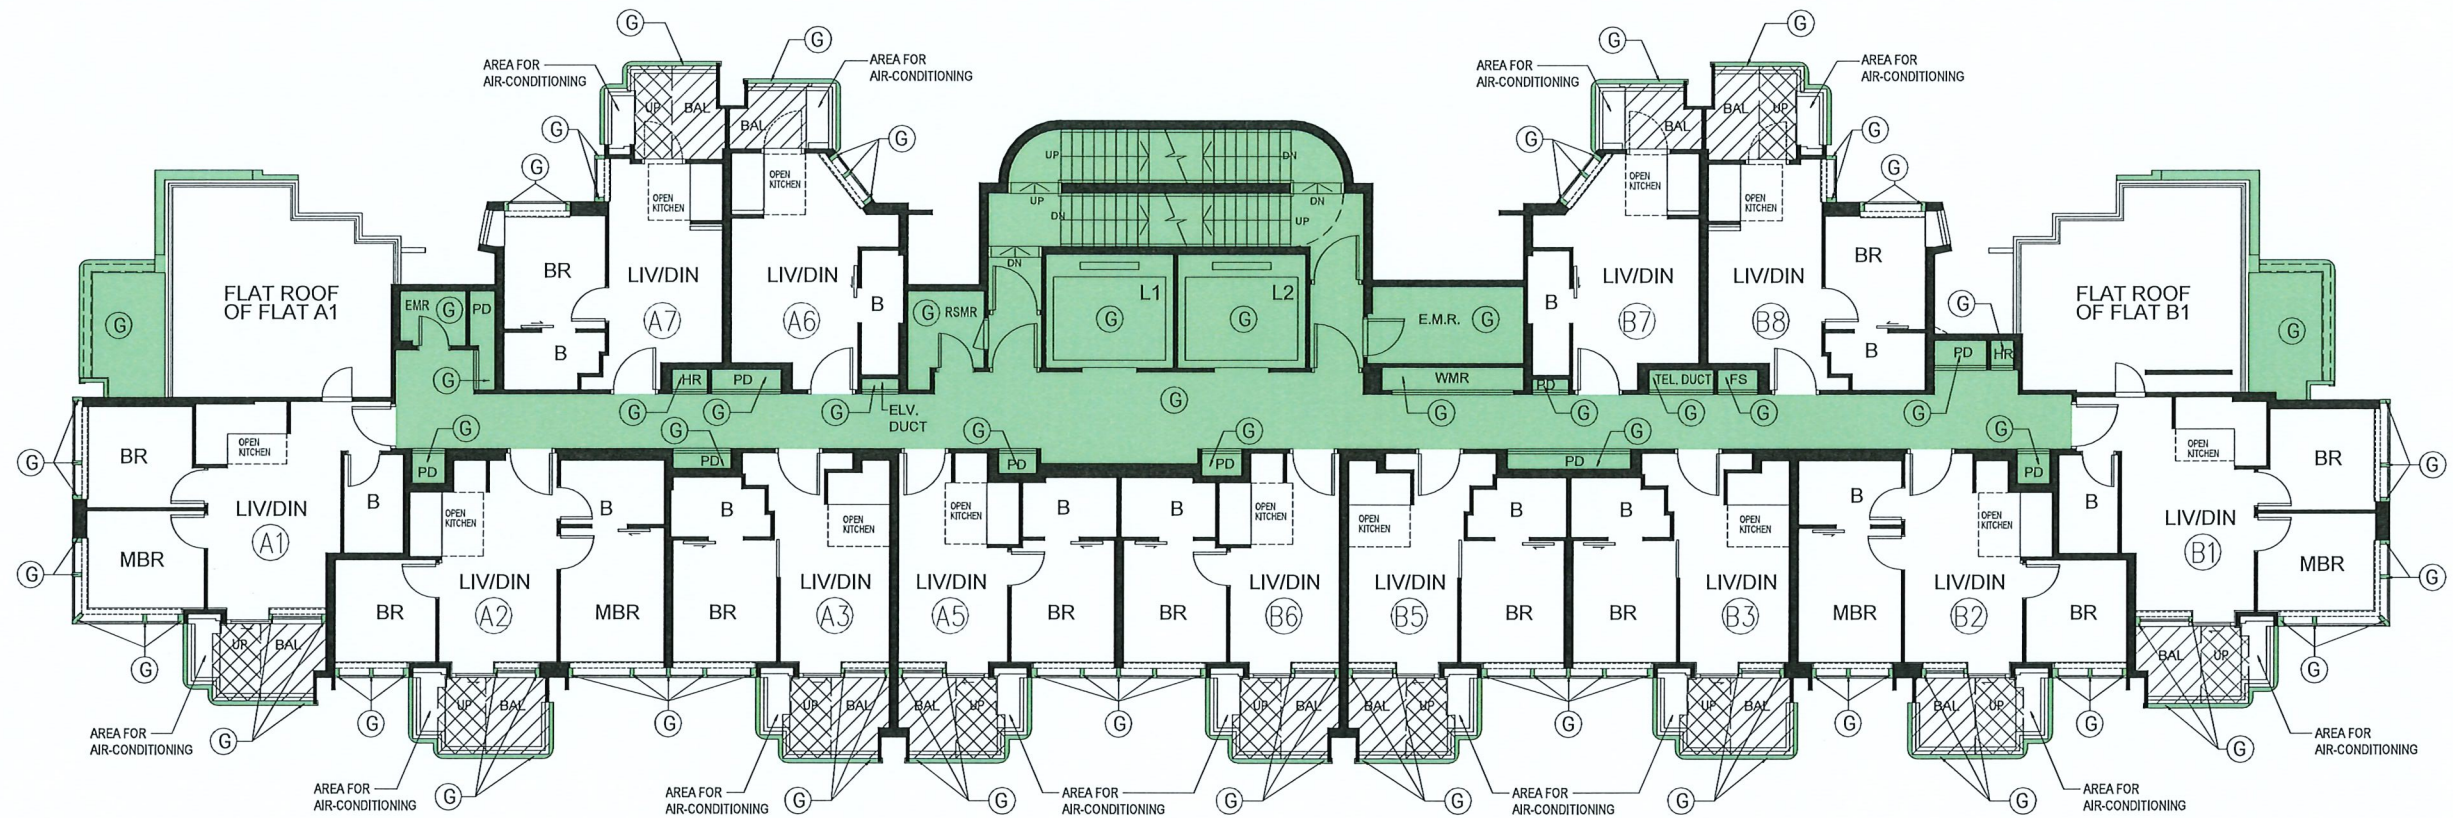 G
G
G
G
AREA FOR
AIR-CONDITIONING
AREA FOR
AIR-CONDITIONING
AREA FOR
AIR-CONDITIONING
AREA FOR
AIR-CONDITIONING
UP
BAL
BAL
BAL
BAL
UP
G
G
G
G
G
G
UP
DN
OPEN
KITCHEN
OPEN
KITCHEN
OPEN
KITCHEN
OPEN
KITCHEN
UP
DN
DN
UP
DN
BR
LIV/DIN
LIV/DIN
LIV/DIN
LIV/DIN
BR
FLAT ROOF
OF FLAT A1
EMR
G
PD
A7
A6
B
G
RSMR
L1
G
L2
G
E.M.R.
G
B
B7
B8
G
FLAT ROOF
OF FLAT B1
G
G
B
B
PD
HR
G
HR
PD
WMR
PD
TEL. DUCT
FS
G
G
G
ELV.
DUCT
G
G
G
G
G
G
G
G
G
G
G
G
G
PD
PD
PD
PD
PD
PD
G
BR
OPEN
KITCHEN
OPEN
KITCHEN
BR
G
LIV/DIN
A1
B
OPEN
KITCHEN
B
B
OPEN
KITCHEN
OPEN
KITCHEN
B
B
OPEN
KITCHEN
OPEN
KITCHEN
B
B
OPEN
KITCHEN
B
OPEN
KITCHEN
B
LIV/DIN
B1
G
MBR
MBR
G
BR
LIV/DIN
A2
MBR
BR
LIV/DIN
A3
LIV/DIN
A5
BR
BR
LIV/DIN
B6
LIV/DIN
B5
BR
BR
LIV/DIN
B3
MBR
LIV/DIN
B2
BR
UP
BAL
BAL
UP
G
G
G
G
G
G
G
G
G
UP
BAL
UP
BAL
BAL
UP
UP
BAL
BAL
UP
UP
BAL
BAL
UP
AREA FOR
AIR-CONDITIONING
G
G
AREA FOR
AIR-CONDITIONING
AREA FOR
AIR-CONDITIONING
G
AREA FOR
AIR-CONDITIONING
G
G
AREA FOR
AIR-CONDITIONING
G
G
AREA FOR
AIR-CONDITIONING
G
G
AREA FOR
AIR-CONDITIONING